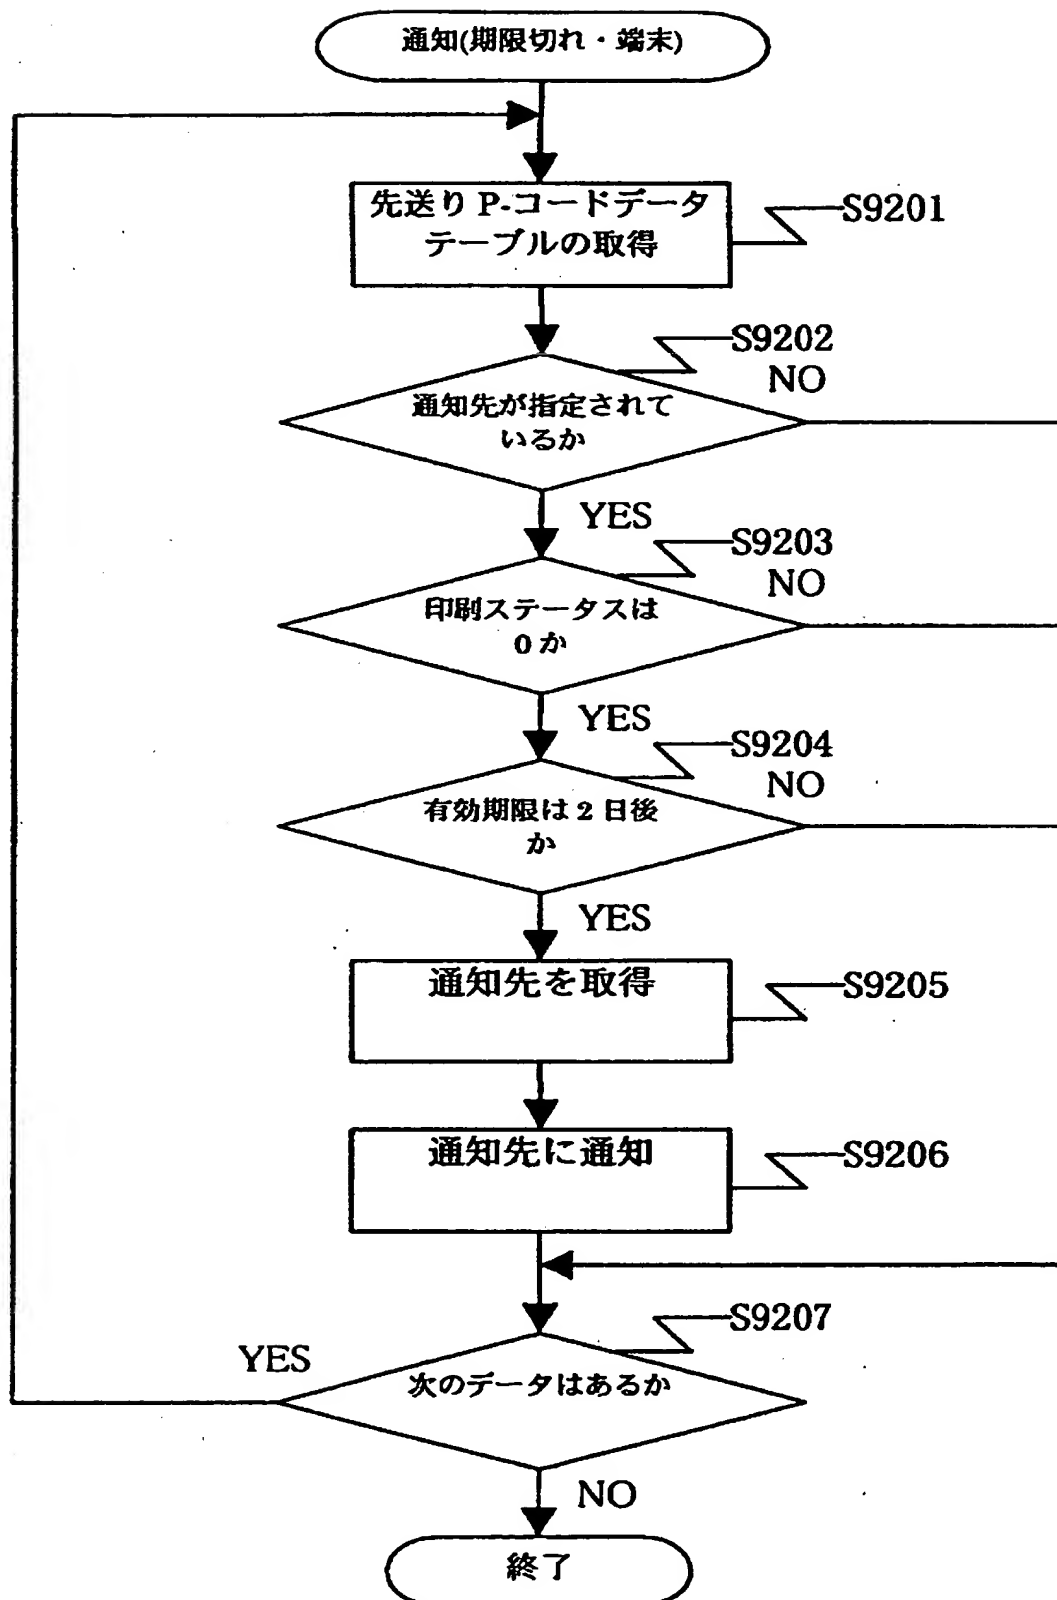 通知(期限切れ・端末)
先送り P-コードデータ
テーブルの取得
S9201
S9202
NO
通知先が指定されて
いるか
YES
S9203
NO
印刷ステータスは
0 か
YES
S9204
NO
有効期限は 2 日後
か
YES
通知先を取得
S9205
通知先に通知
S9206
S9207
YES
次のデータはあるか
NO
終了